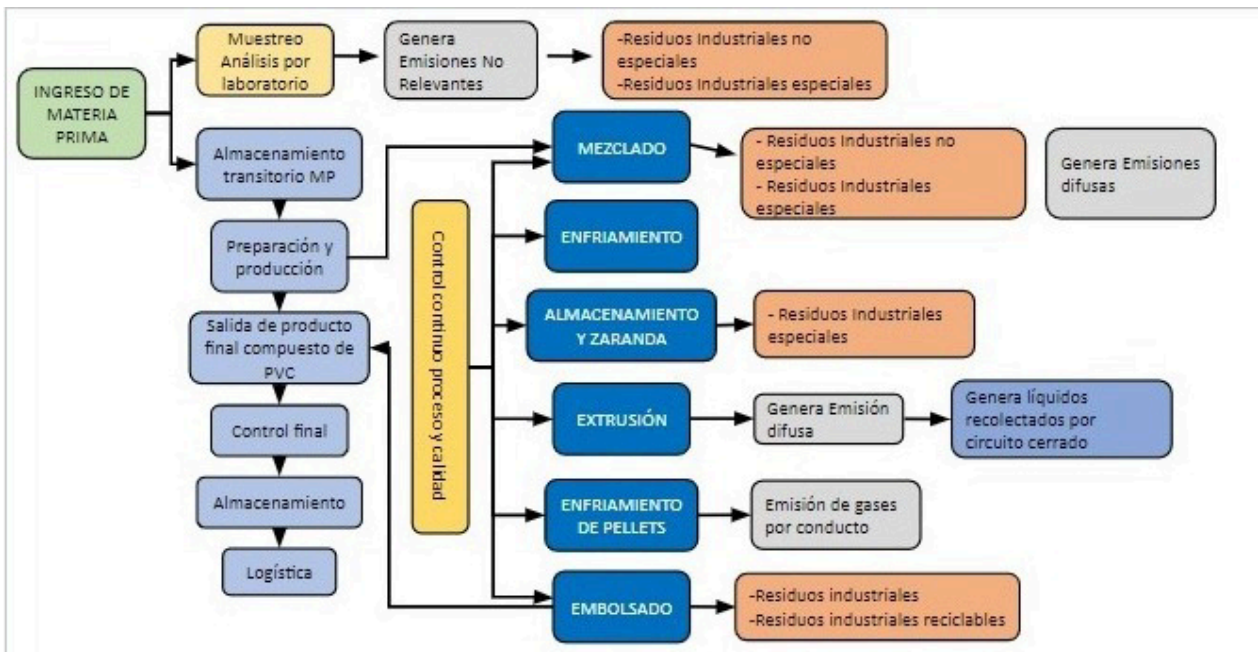 INGRESO DE
MATERIA
PRIMA
Muestreo
Análisis por
laboratorio
Genera
Emisiones No
Relevantes
-Residuos Industriales no
especiales
-Residuos Industriales especiales
Almacenamiento
transitorio MP
Preparación y
producción
Salida de producto
final compuesto de
PVC
Control final
Almacenamiento
Logística
Control continuo proceso y calidad
MEZCLADO
- Residuos Industriales no
especiales
- Residuos Industriales
especiales
Genera Emisiones
difusas
ENFRIAMIENTO
ALMACENAMIENTO
Y ZARANDA
- Residuos Industriales
especiales
EXTRUSIÓN
Genera Emisión
difusa
Genera líquidos
recolectados por
circuito cerrado
ENFRIAMIENTO
DE PELLETS
Emisión de gases
por conducto
EMBOLSADO
-Residuos industriales
-Residuos industriales reciclables